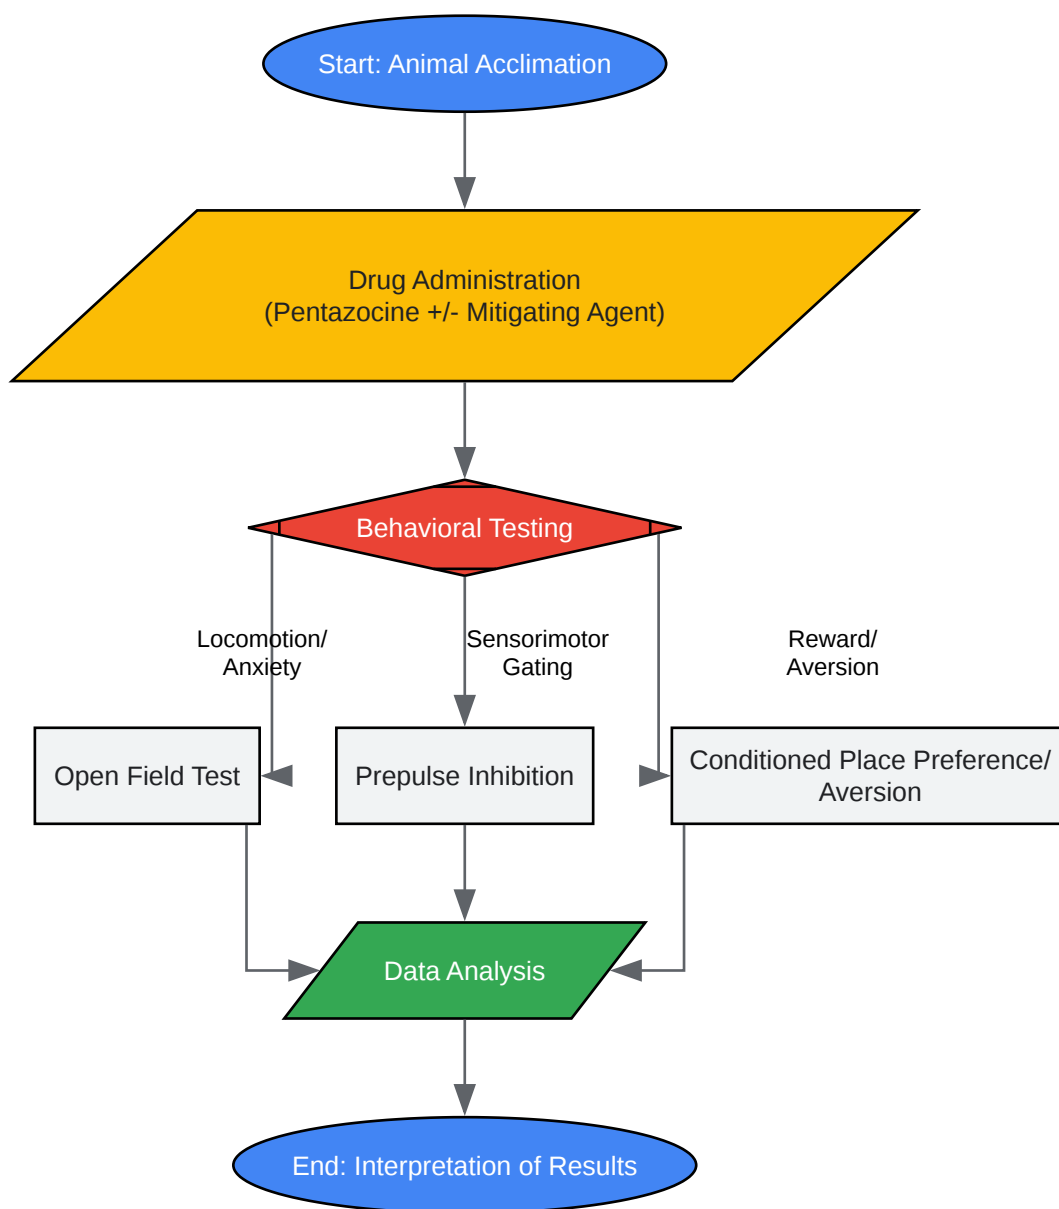 Start: Animal Acclimation
Drug Administration
(Pentazocine +/- Mitigating Agent)
Behavioral Testing
Locomotion/
Anxiety
Sensorimotor
Gating
Reward/
Aversion
Open Field Test
Prepulse Inhibition
Conditioned Place Preference/
Aversion
Data Analysis
End: Interpretation of Results